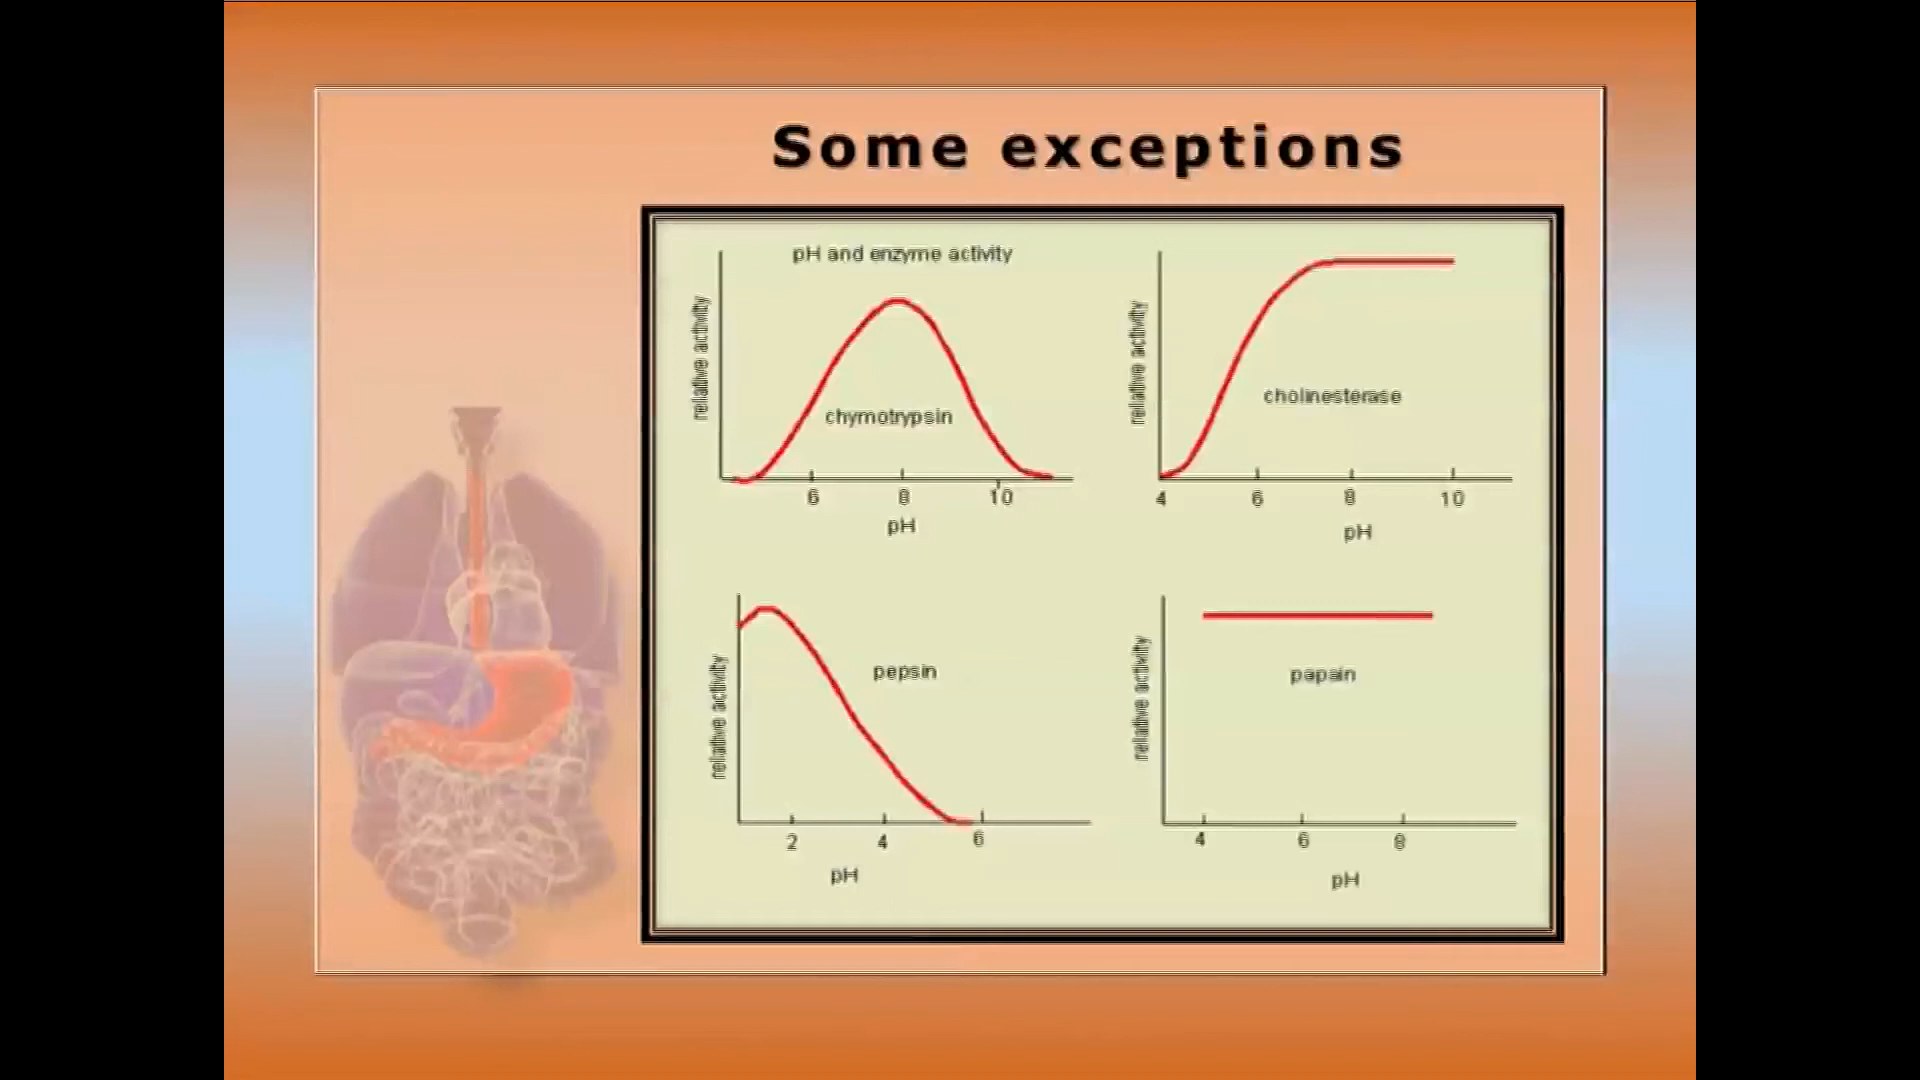 Some exceptions
pH and enzyme activity
relative activity
chymotrypsin
6 8 10
pH
relative activity
cholinesterase
4 6 8 10
pH
relative activity
pepsin
2 4 6
pH
relative activity
papain
4 6 8
pH